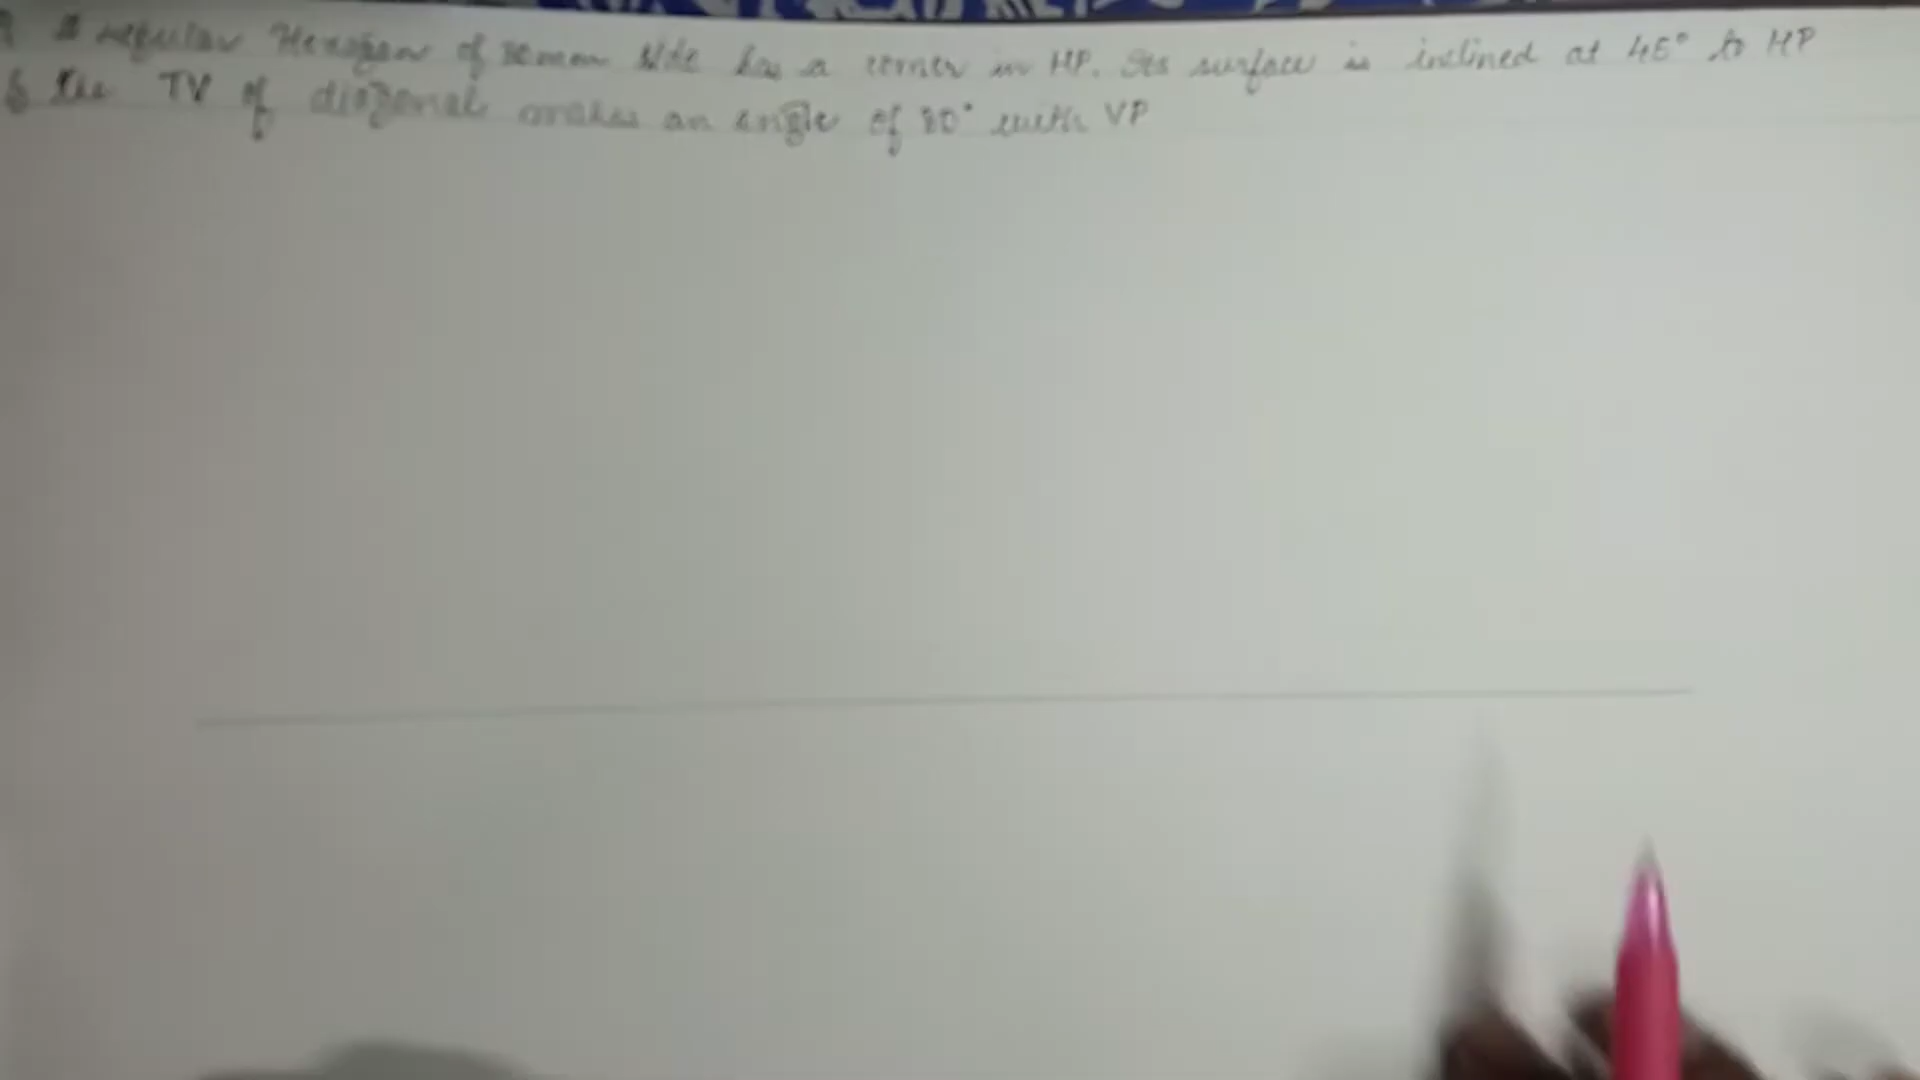 A regular Hexagon of 30mm side has a corner in HP. Its surface is inclined at 45° to HP
& the TV of diagonal makes an angle of 30° with VP